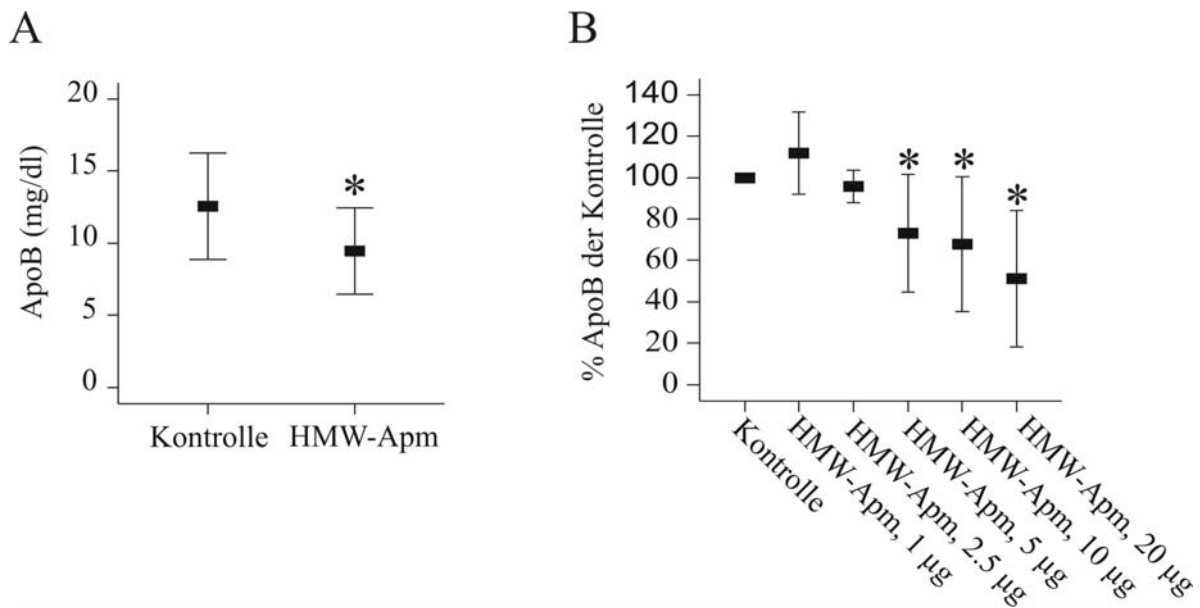 A
ApoB (mg/dl)
20
15
10
5
0
*
Kontrolle
HMW-Apm
B
% ApoB der Kontrolle
140
120
100
80
60
40
20
0
*
*
*
Kontrolle
HMW-Apm, 1 µg
HMW-Apm, 2.5 µg
HMW-Apm, 5 µg
HMW-Apm, 10 µg
HMW-Apm, 20 µg